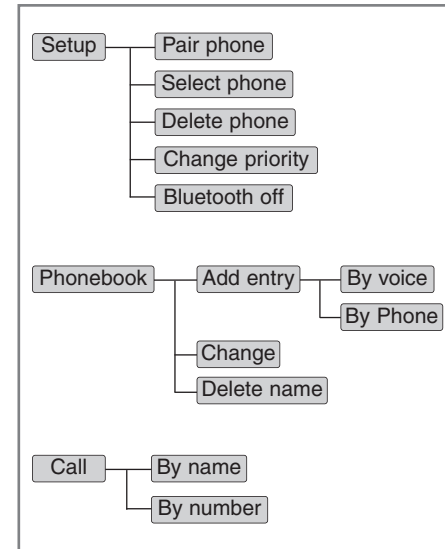 Setup Pair phone
Select phone
Delete phone
Change priority
Bluetooth off
Phonebook Add entry By voice
By Phone
Change
Delete name
Call By name
By number